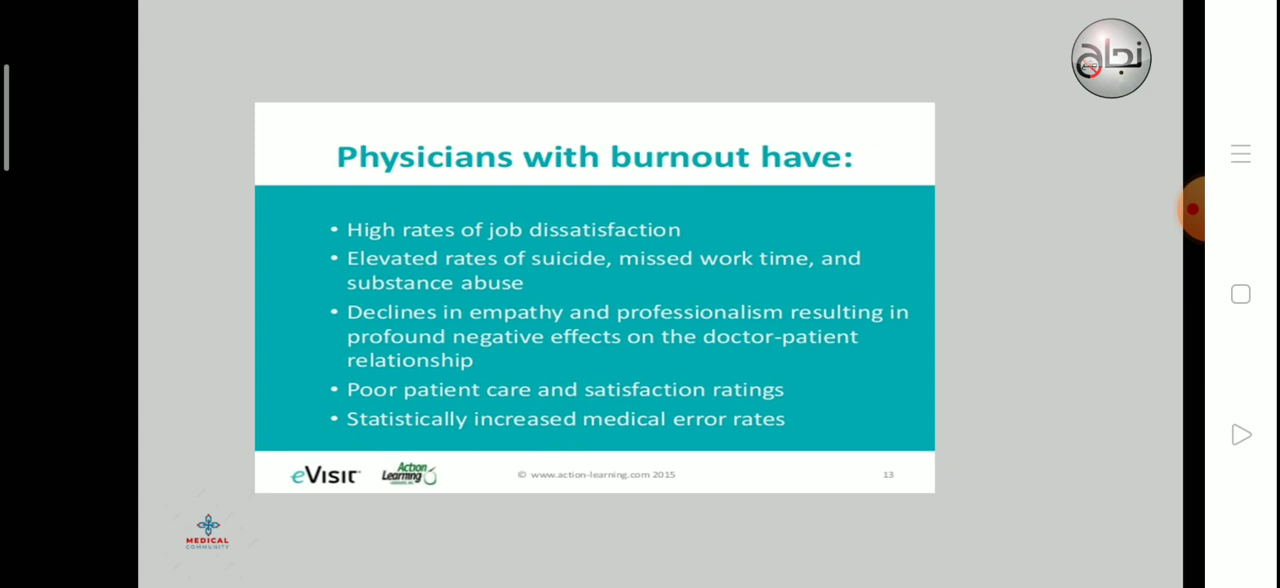 نجاح
Physicians with burnout have:
• High rates of job dissatisfaction
• Elevated rates of suicide, missed work time, and
substance abuse
• Declines in empathy and professionalism resulting in
profound negative effects on the doctor-patient
relationship
• Poor patient care and satisfaction ratings
• Statistically increased medical error rates
eVisit
Action
Learning
© www.action-learning.com 2015
13
MEDICAL
COMMUNITY